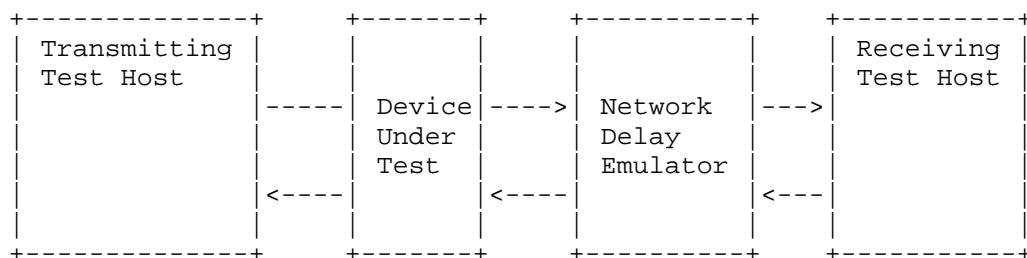 Transmitting
Test Host
Device
Under
Test
Network
Delay
Emulator
Receiving
Test Host